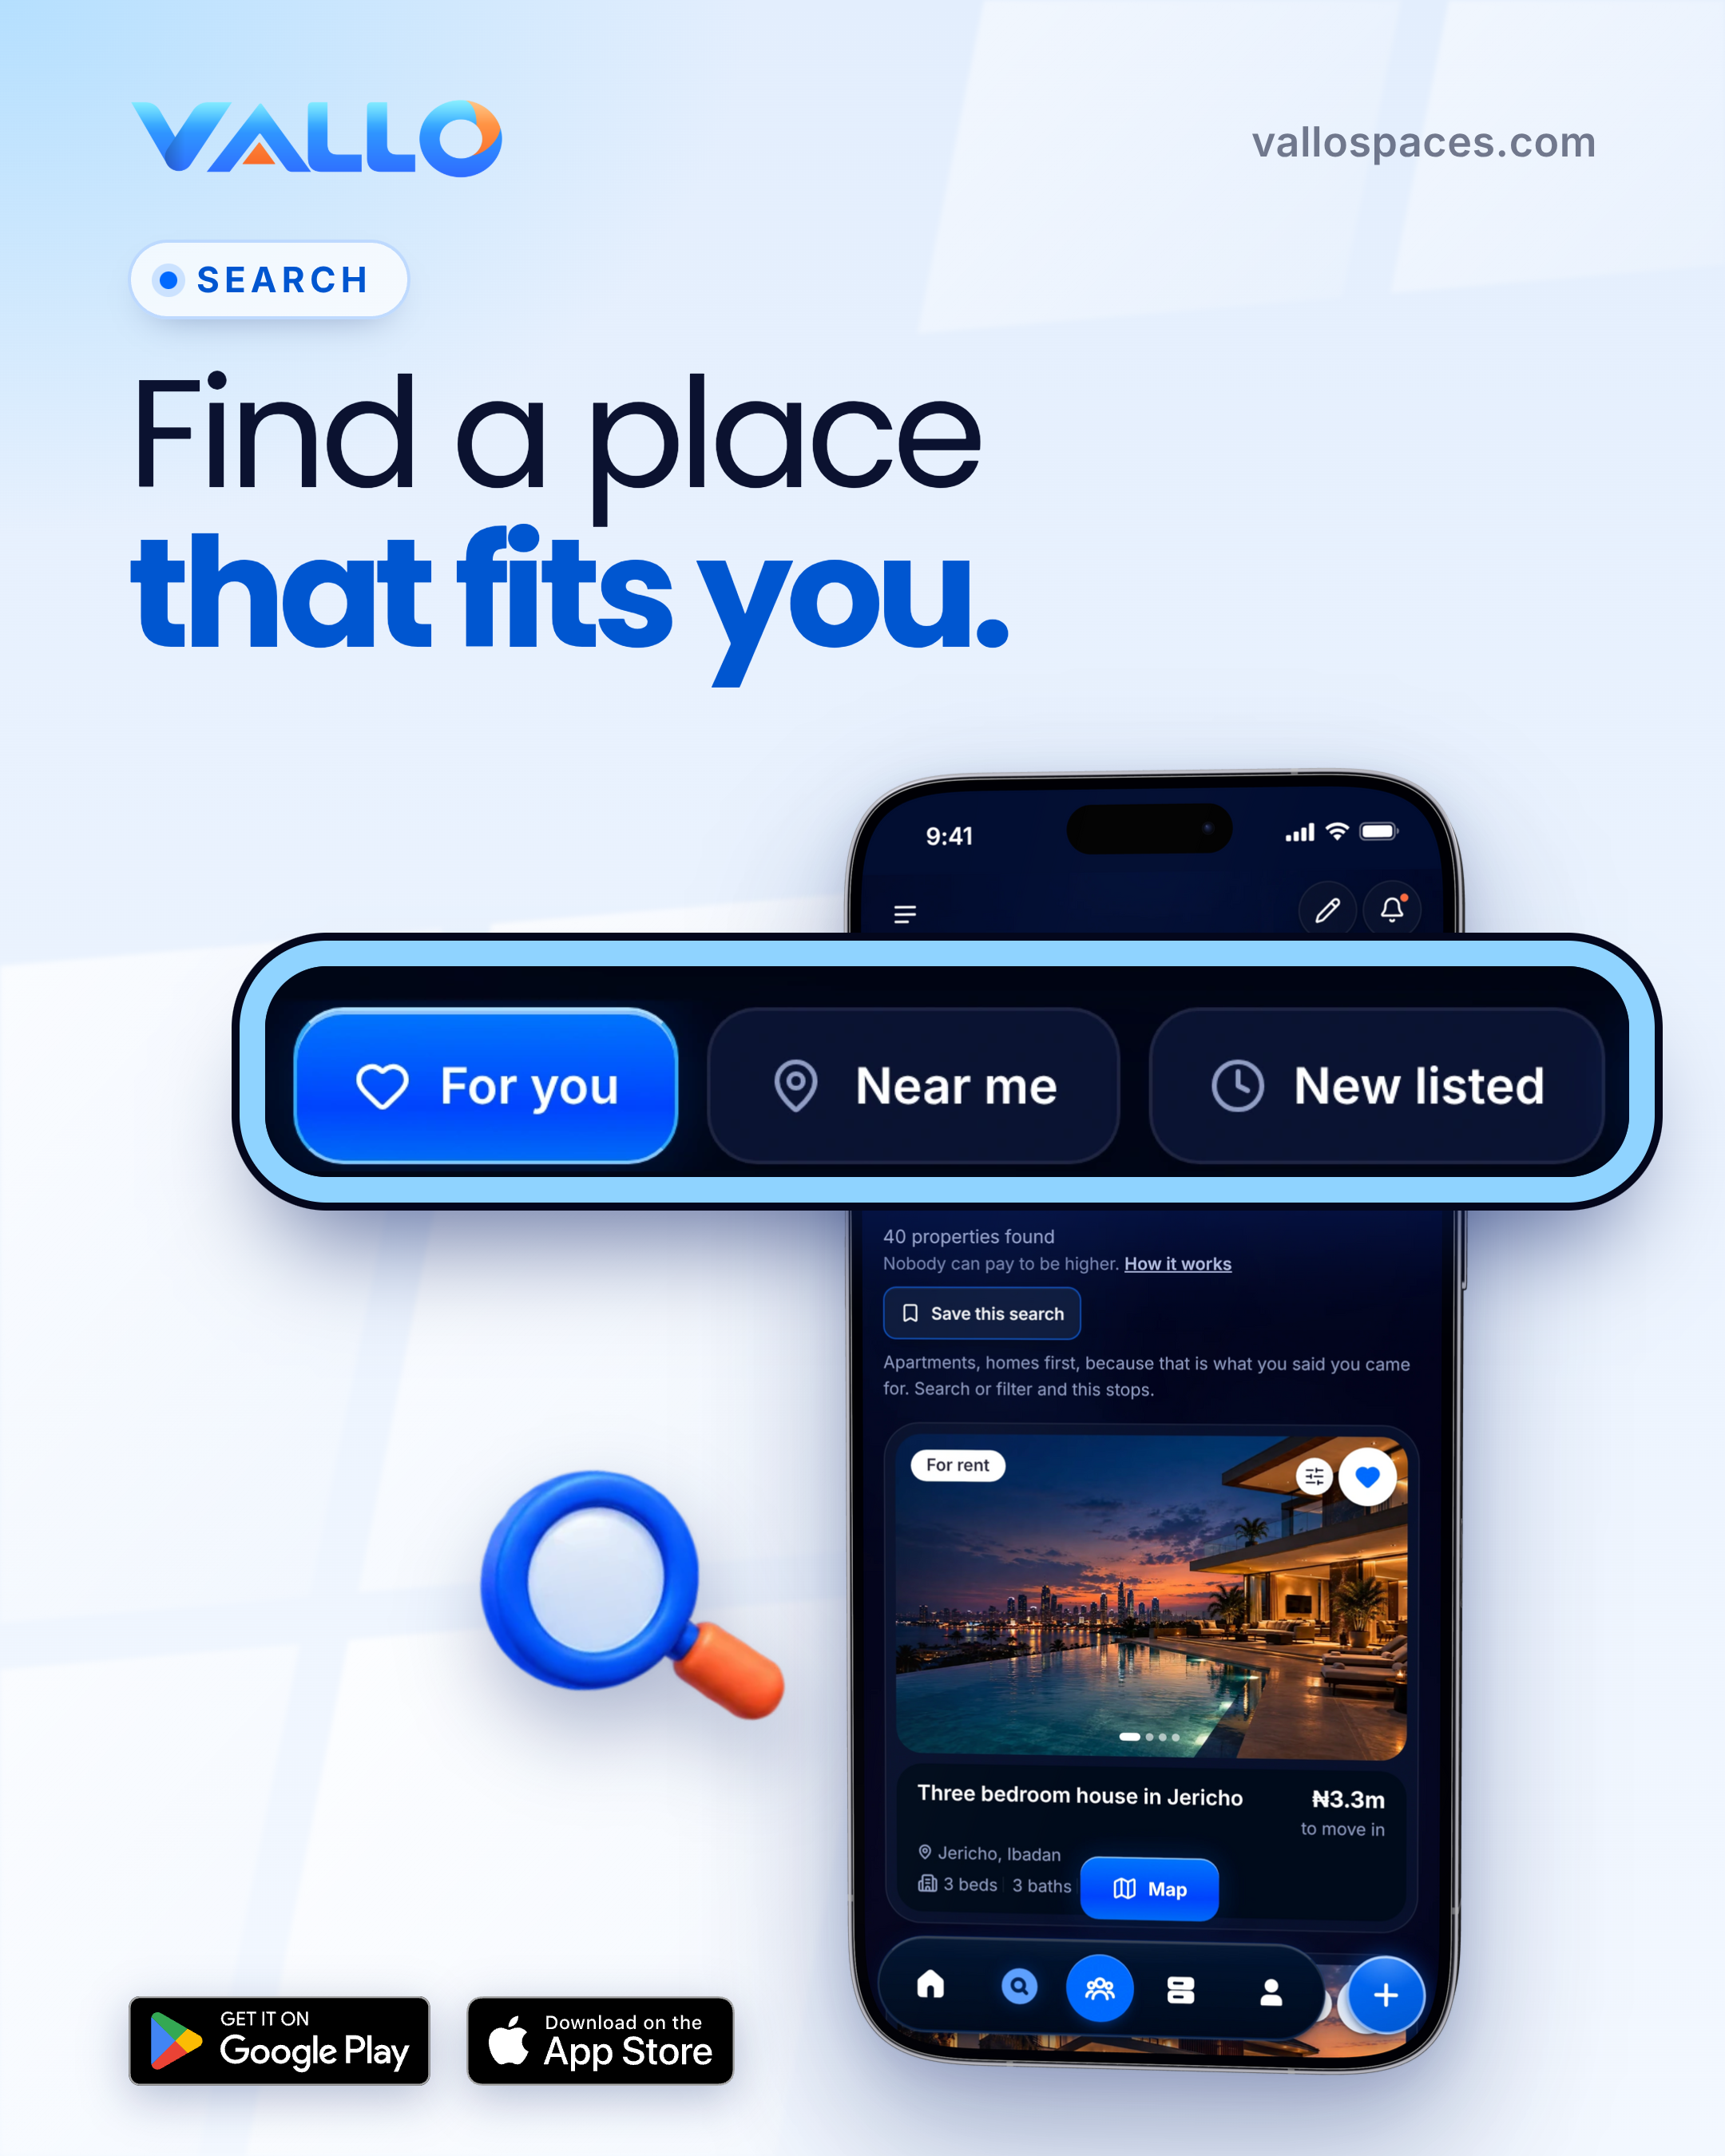 VALLO
vallospaces.com
SEARCH
Find a place
that fits you.
9:41
For you
Near me
New listed
40 properties found
Nobody can pay to be higher. How it works
Save this search
Apartments, homes first, because that is what you said you came
for. Search or filter and this stops.
For rent
Three bedroom house in Jericho
₦3.3m
to move in
Jericho, Ibadan
3 beds 3 baths
Map
GET IT ON
Google Play
Download on the
App Store